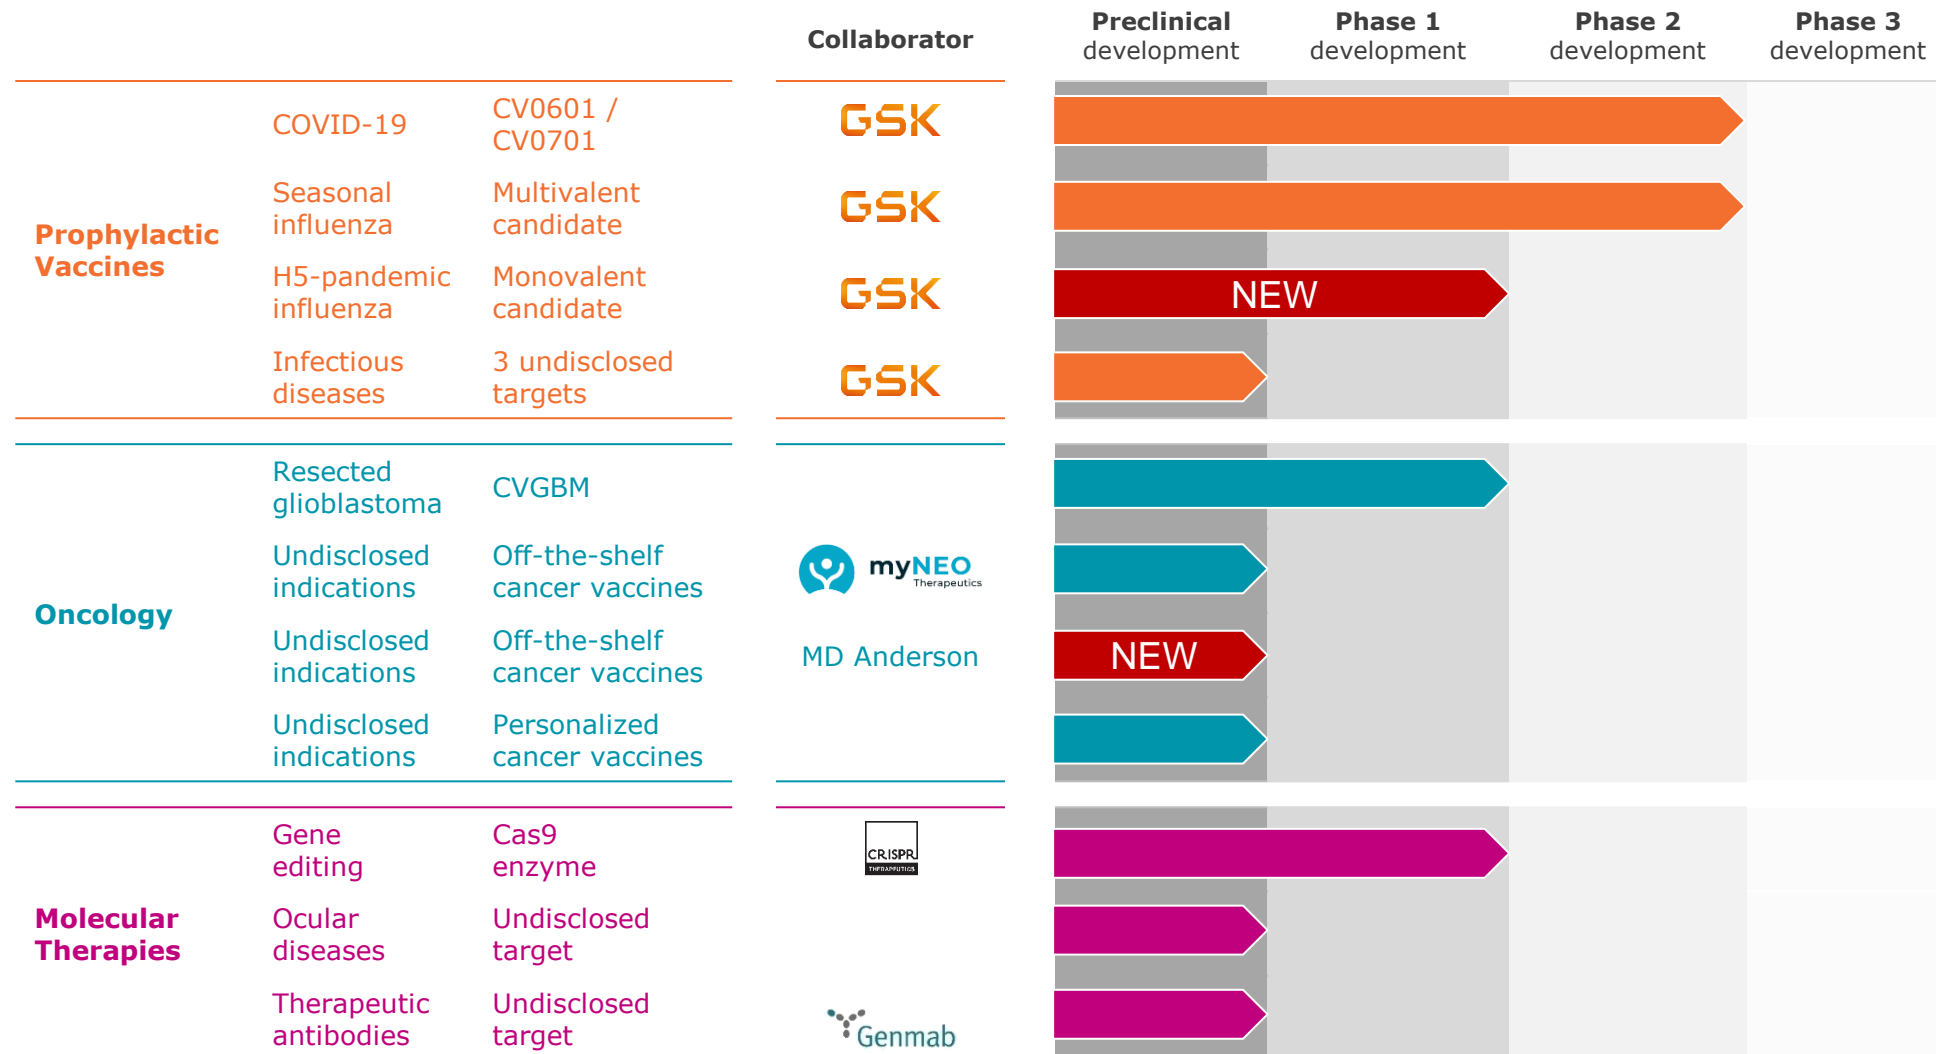 Collaborator
Preclinical
development
Phase 1
development
Phase 2
development
Phase 3
development
Prophylactic
Vaccines
COVID-19
CV0601 /
CV0701
GSK
Seasonal
influenza
Multivalent
candidate
GSK
H5-pandemic
influenza
Monovalent
candidate
GSK
NEW
Infectious
diseases
3 undisclosed
targets
GSK
Oncology
Resected
glioblastoma
CVGBM
Undisclosed
indications
Off-the-shelf
cancer vaccines
myNEO
Therapeutics
Undisclosed
indications
Off-the-shelf
cancer vaccines
MD Anderson
NEW
Undisclosed
indications
Personalized
cancer vaccines
Molecular
Therapies
Gene
editing
Cas9
enzyme
CRISPR
THERAPEUTICS
Ocular
diseases
Undisclosed
target
Therapeutic
antibodies
Undisclosed
target
Genmab